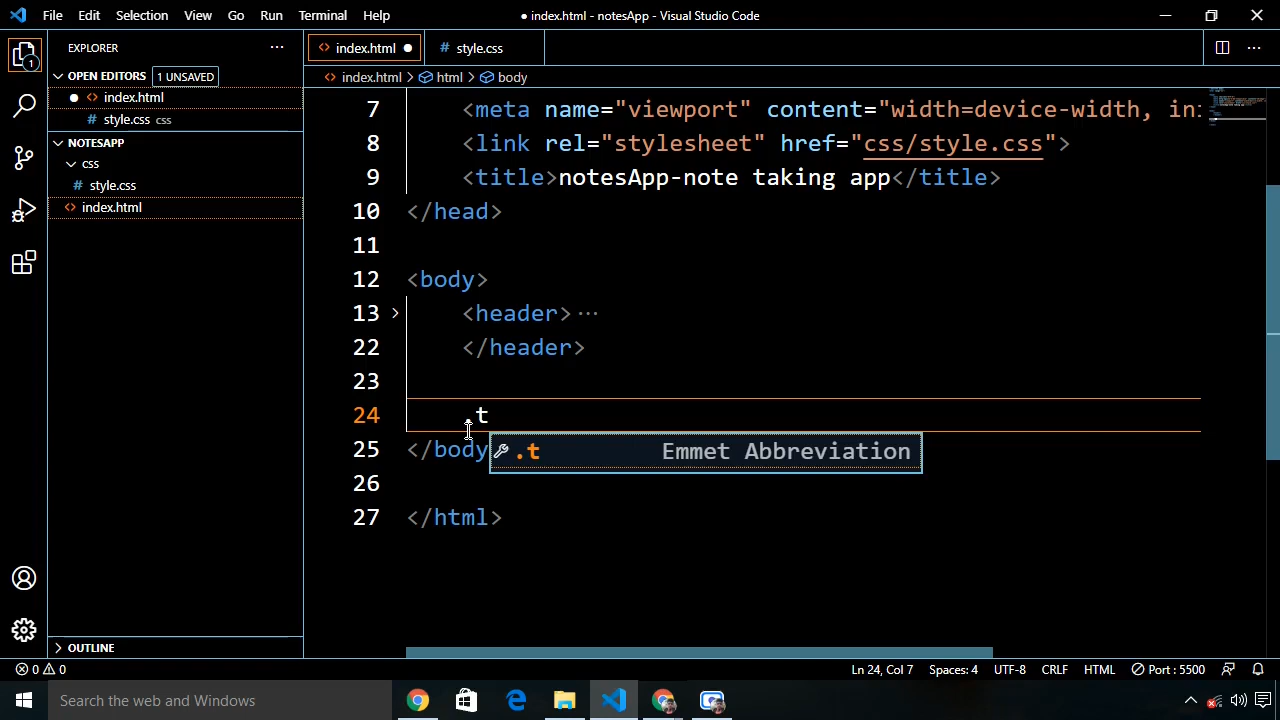 File Edit Selection View Go Run Terminal Help
● index.html - notesApp - Visual Studio Code
EXPLORER
OPEN EDITORS 1 UNSAVED
index.html
style.css css
NOTESAPP
css
style.css
index.html
OUTLINE
index.html
style.css
index.html > html > body
7 <meta name="viewport" content="width=device-width, in
8 <link rel="stylesheet" href="css/style.css">
9 <title>notesApp-note taking app</title>
10 </head>
11
12 <body>
13 <header>...
22 </header>
23
24 .t
.t Emmet Abbreviation
25 </body
26
27 </html>
0 0
Ln 24, Col 7 Spaces: 4 UTF-8 CRLF HTML Port : 5500
Search the web and Windows